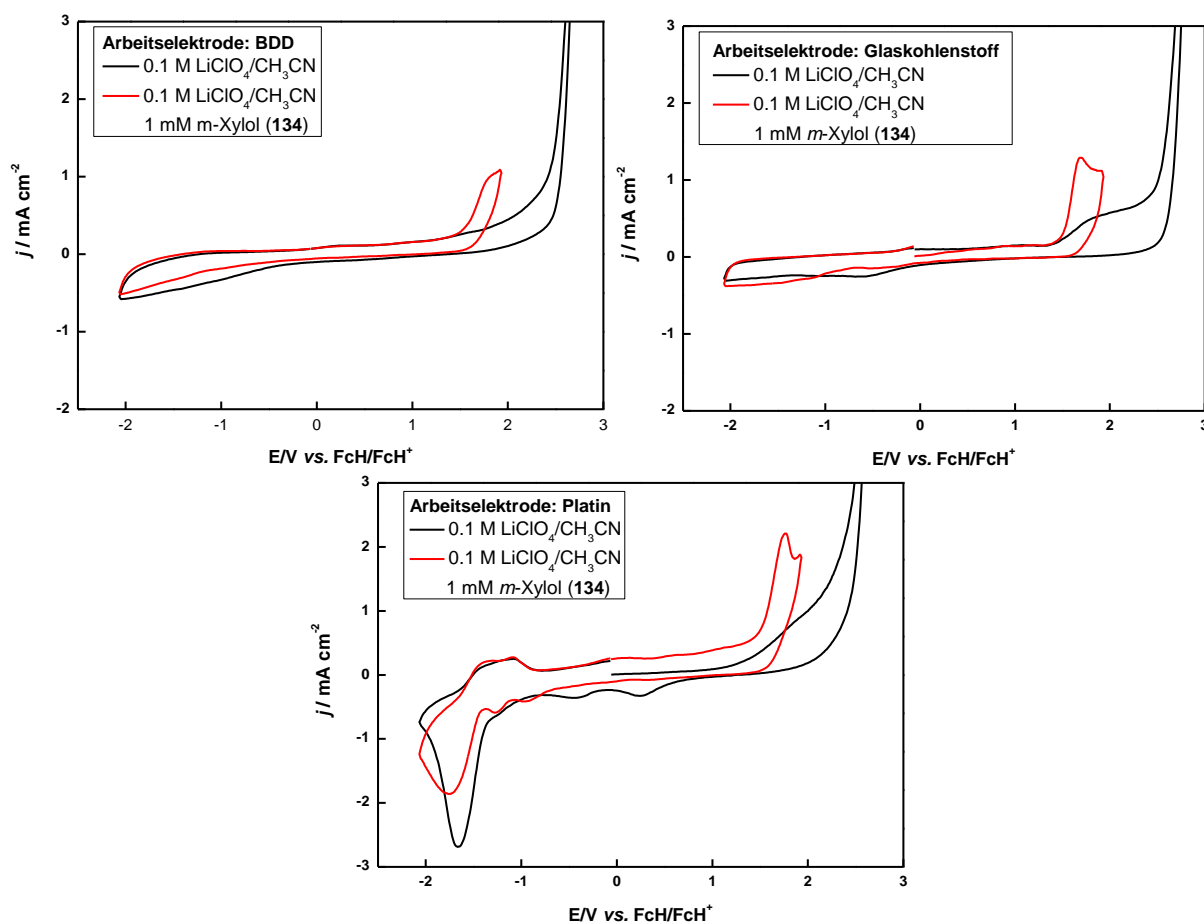 Arbeitselektrode: BDD
0.1 M LiClO₄/CH₃CN
0.1 M LiClO₄/CH₃CN
1 mM m-Xylol (134)
3
2
1
0
-1
-2
j / mA cm⁻²
-2 -1 0 1 2 3
E/V vs. FcH/FcH⁺
Arbeitselektrode: Glaskohlenstoff
0.1 M LiClO₄/CH₃CN
0.1 M LiClO₄/CH₃CN
1 mM m-Xylol (134)
3
2
1
0
-1
-2
j / mA cm⁻²
-2 -1 0 1 2 3
E/V vs. FcH/FcH⁺
Arbeitselektrode: Platin
0.1 M LiClO₄/CH₃CN
0.1 M LiClO₄/CH₃CN
1 mM m-Xylol (134)
3
2
1
0
-1
-2
-3
j / mA cm⁻²
-2 -1 0 1 2 3
E/V vs. FcH/FcH⁺